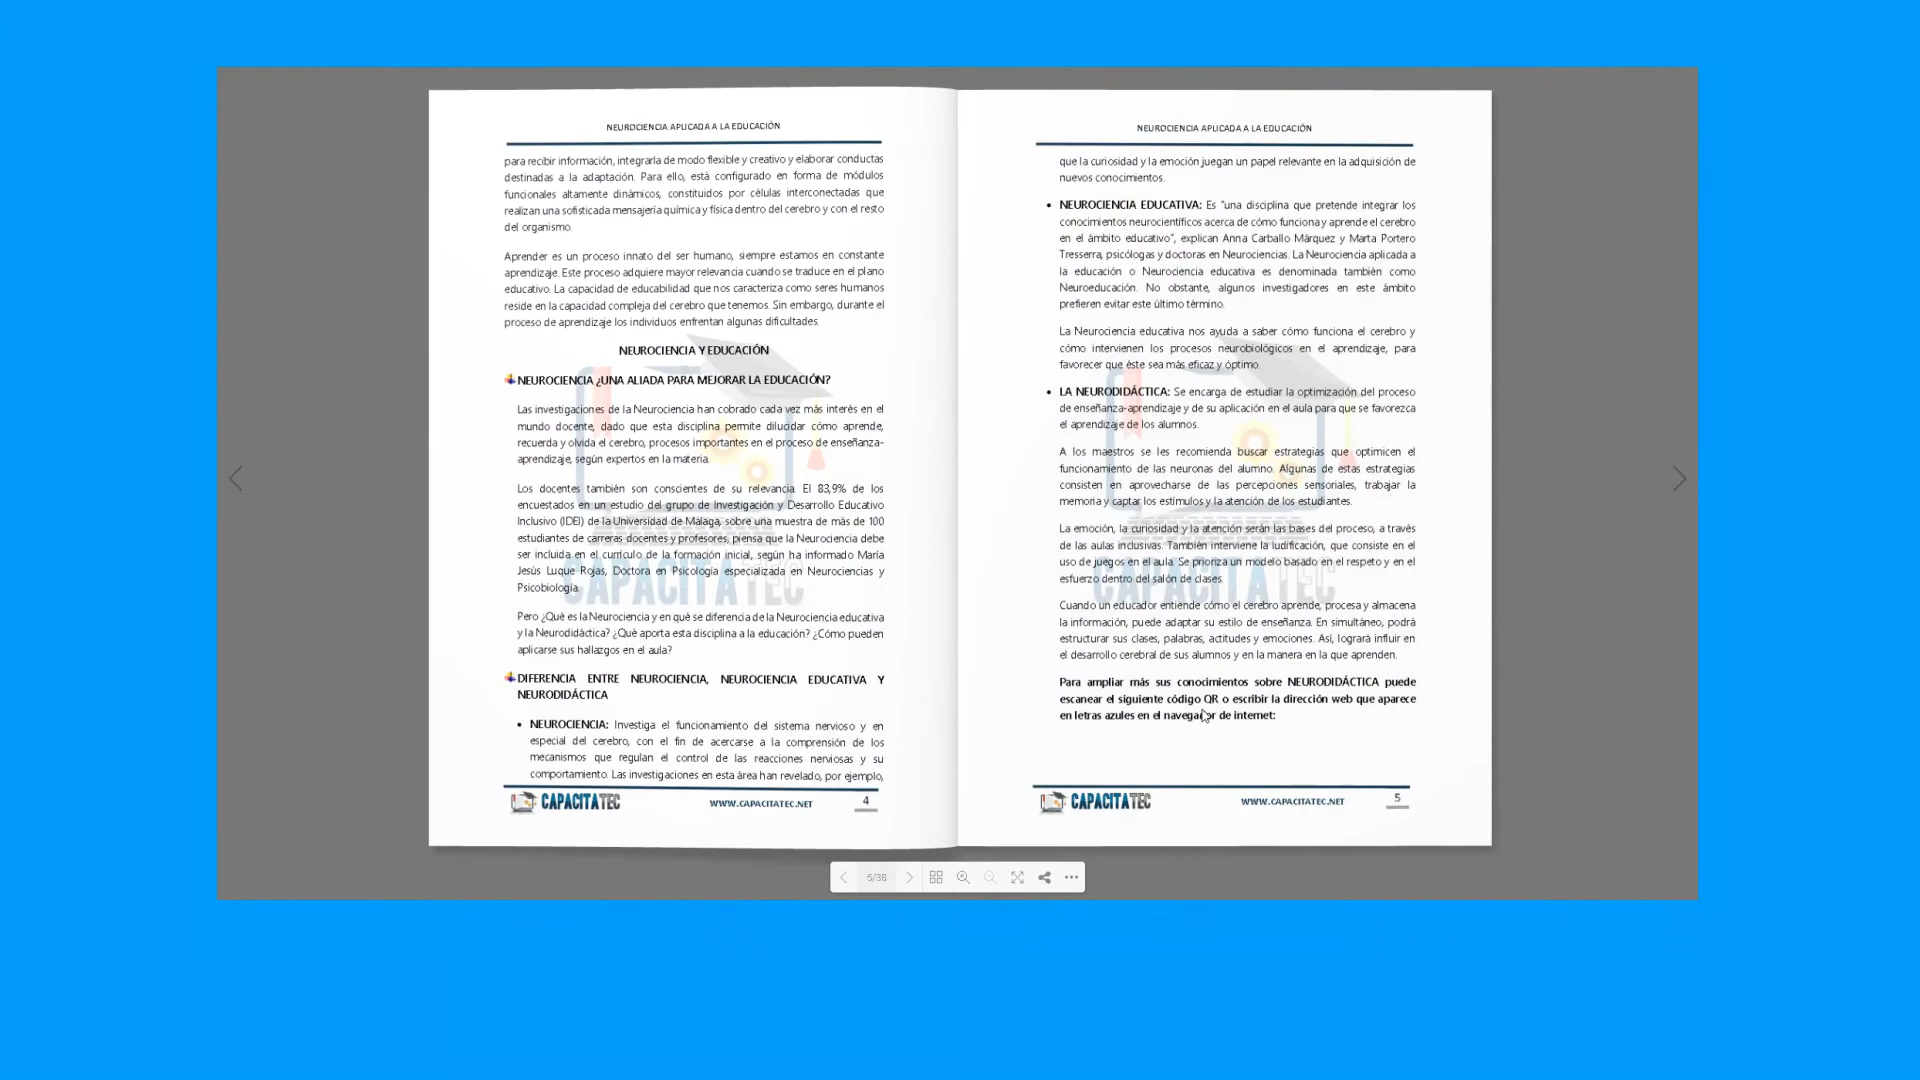 NEUROCIENCIA APLICADA A LA EDUCACIÓN
para recibir información, integrarla de modo flexible y creativo y elaborar conductas
destinadas a la adaptación. Para ello, está configurado en forma de módulos
funcionales altamente dinámicos, constituidos por células interconectadas que
realizan una sofisticada mensajería química y física dentro del cerebro y con el resto
del organismo.
Aprender es un proceso innato del ser humano, siempre estamos en constante
aprendizaje. Este proceso adquiere mayor relevancia cuando se traduce en el plano
educativo. La capacidad de educabilidad que nos caracteriza como seres humanos
reside en la capacidad compleja del cerebro que tenemos. Sin embargo, durante el
proceso de aprendizaje los individuos enfrentan algunas dificultades.
NEUROCIENCIA Y EDUCACIÓN
NEUROCIENCIA ¿UNA ALIADA PARA MEJORAR LA EDUCACIÓN?
Las investigaciones de la Neurociencia han cobrado cada vez más interés en el
mundo docente, dado que esta disciplina permite dilucidar cómo aprende,
recuerda y olvida el cerebro, procesos importantes en el proceso de enseñanza-
aprendizaje, según expertos en la materia.
Los docentes también son conscientes de su relevancia. El 83,9% de los
encuestados en un estudio del grupo de Investigación y Desarrollo Educativo
Inclusivo (IDEI) de la Universidad de Málaga, sobre una muestra de más de 100
estudiantes de carreras docentes y profesores, piensa que la Neurociencia debe
ser incluida en el currículo de la formación inicial, según ha informado María
Jesús Luque Rojas, Doctora en Psicología especializada en Neurociencias y
Psicobiología.
Pero ¿Qué es la Neurociencia y en qué se diferencia de la Neurociencia educativa
y la Neurodidáctica? ¿Qué aporta esta disciplina a la educación? ¿Cómo pueden
aplicarse sus hallazgos en el aula?
DIFERENCIA ENTRE NEUROCIENCIA, NEUROCIENCIA EDUCATIVA Y
NEURODIDÁCTICA
• NEUROCIENCIA: Investiga el funcionamiento del sistema nervioso y en
especial del cerebro, con el fin de acercarse a la comprensión de los
mecanismos que regulan el control de las reacciones nerviosas y su
comportamiento. Las investigaciones en esta área han revelado, por ejemplo,
CAPACITATEC
CAPACITATEC WWW.CAPACITATEC.NET 4
NEUROCIENCIA APLICADA A LA EDUCACIÓN
que la curiosidad y la emoción juegan un papel relevante en la adquisición de
nuevos conocimientos.
• NEUROCIENCIA EDUCATIVA: Es "una disciplina que pretende integrar los
conocimientos neurocientíficos acerca de cómo funciona y aprende el cerebro
en el ámbito educativo", explican Anna Carballo Márquez y Marta Portero
Tresserra, psicólogas y doctoras en Neurociencias. La Neurociencia aplicada a
la educación o Neurociencia educativa es denominada también como
Neuroeducación. No obstante, algunos investigadores en este ámbito
prefieren evitar este último término.
La Neurociencia educativa nos ayuda a saber cómo funciona el cerebro y
cómo intervienen los procesos neurobiológicos en el aprendizaje, para
favorecer que éste sea más eficaz y óptimo.
• LA NEURODIDÁCTICA: Se encarga de estudiar la optimización del proceso
de enseñanza-aprendizaje y de su aplicación en el aula para que se favorezca
el aprendizaje de los alumnos.
A los maestros se les recomienda buscar estrategias que optimicen el
funcionamiento de las neuronas del alumno. Algunas de estas estrategias
consisten en aprovecharse de las percepciones sensoriales, trabajar la
memoria y captar los estímulos y la atención de los estudiantes.
La emoción, la curiosidad y la atención serán las bases del proceso, a través
de las aulas inclusivas. También interviene la ludificación, que consiste en el
uso de juegos en el aula. Se prioriza un modelo basado en el respeto y en el
esfuerzo dentro del salón de clases.
Cuando un educador entiende cómo el cerebro aprende, procesa y almacena
la información, puede adaptar su estilo de enseñanza. En simultáneo, podrá
estructurar sus clases, palabras, actitudes y emociones. Así, logrará influir en
el desarrollo cerebral de sus alumnos y en la manera en la que aprenden.
Para ampliar más sus conocimientos sobre NEURODIDÁCTICA puede
escanear el siguiente código QR o escribir la dirección web que aparece
en letras azules en el navegador de internet:
CAPACITATEC
CAPACITATEC WWW.CAPACITATEC.NET 5
5/38